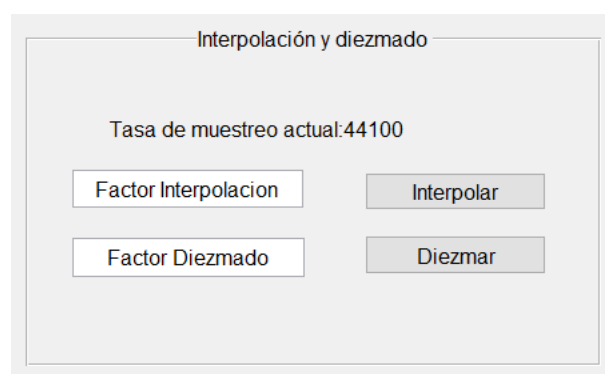 Interpolación y diezmado
Tasa de muestreo actual:44100
Factor Interpolacion
Interpolar
Factor Diezmado
Diezmar